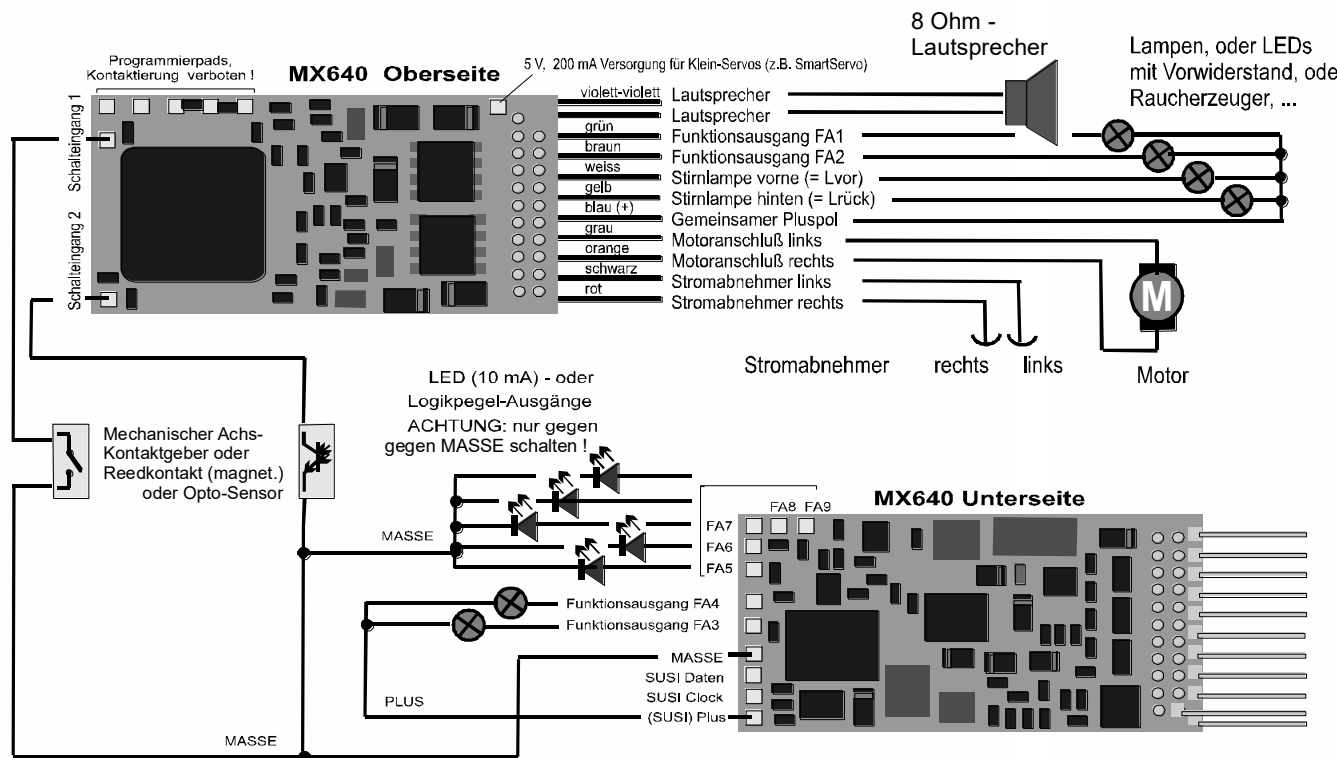 8 Ohm -
Lautsprecher
Lampen, oder LEDs
mit Vorwiderstand, ode
Raucherzeuger, ...
Programmierpads,
Kontaktierung verboten !
MX640 Oberseite
5 V, 200 mA Versorgung für Klein-Servos (z.B. SmartServo)
Schalteingang 1
Schalteingang 2
violett-violett
Lautsprecher
Lautsprecher
grün
Funktionsausgang FA1
braun
Funktionsausgang FA2
weiss
Stirnlampe vorne (= Lvor)
gelb
Stirnlampe hinten (= Lrück)
blau (+)
Gemeinsamer Pluspol
grau
Motoranschluß links
orange
Motoranschluß rechts
schwarz
Stromabnehmer links
rot
Stromabnehmer rechts
M
Stromabnehmer rechts links
Motor
LED (10 mA) - oder
Logikpegel-Ausgänge
ACHTUNG: nur gegen
gegen MASSE schalten !
Mechanischer Achs-
Kontaktgeber oder
Reedkontakt (magnet.)
oder Opto-Sensor
MX640 Unterseite
FA8 FA9
FA7
FA6
FA5
MASSE
Funktionsausgang FA4
Funktionsausgang FA3
MASSE
SUSI Daten
SUSI Clock
(SUSI) Plus
PLUS
MASSE